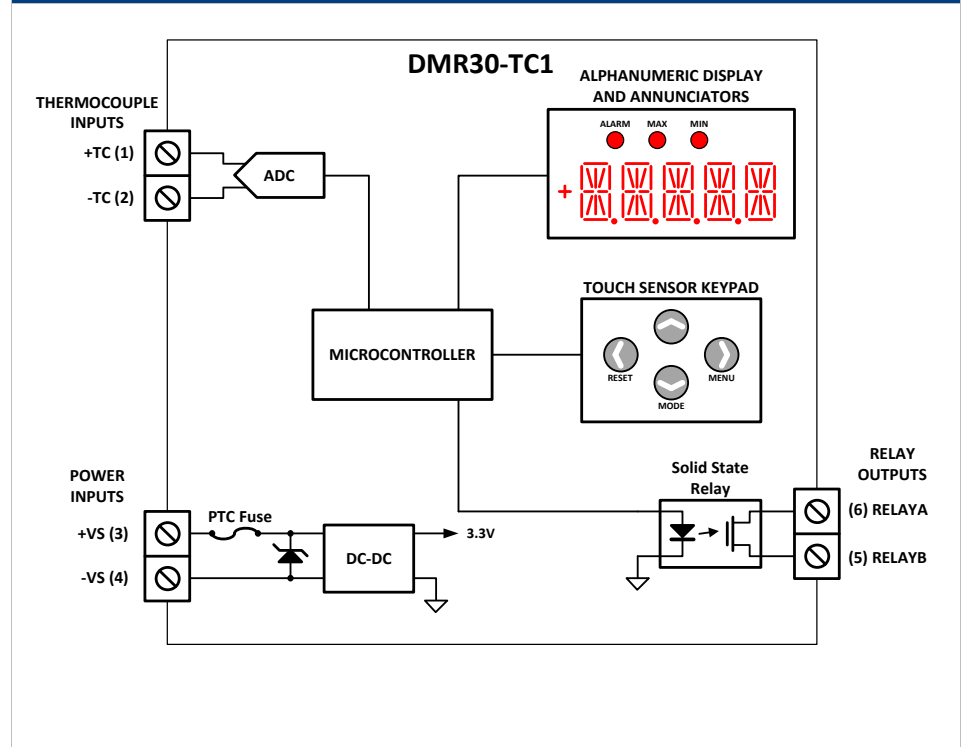 DMR30-TC1
ALPHANUMERIC DISPLAY
AND ANNUNCIATORS
ALARM MAX MIN
+
THERMOCOUPLE
INPUTS
+TC (1)
-TC (2)
ADC
TOUCH SENSOR KEYPAD
RESET
MENU
MODE
MICROCONTROLLER
POWER
INPUTS
+VS (3)
-VS (4)
PTC Fuse
DC-DC
3.3V
Solid State
Relay
RELAY
OUTPUTS
(6) RELAYA
(5) RELAYB